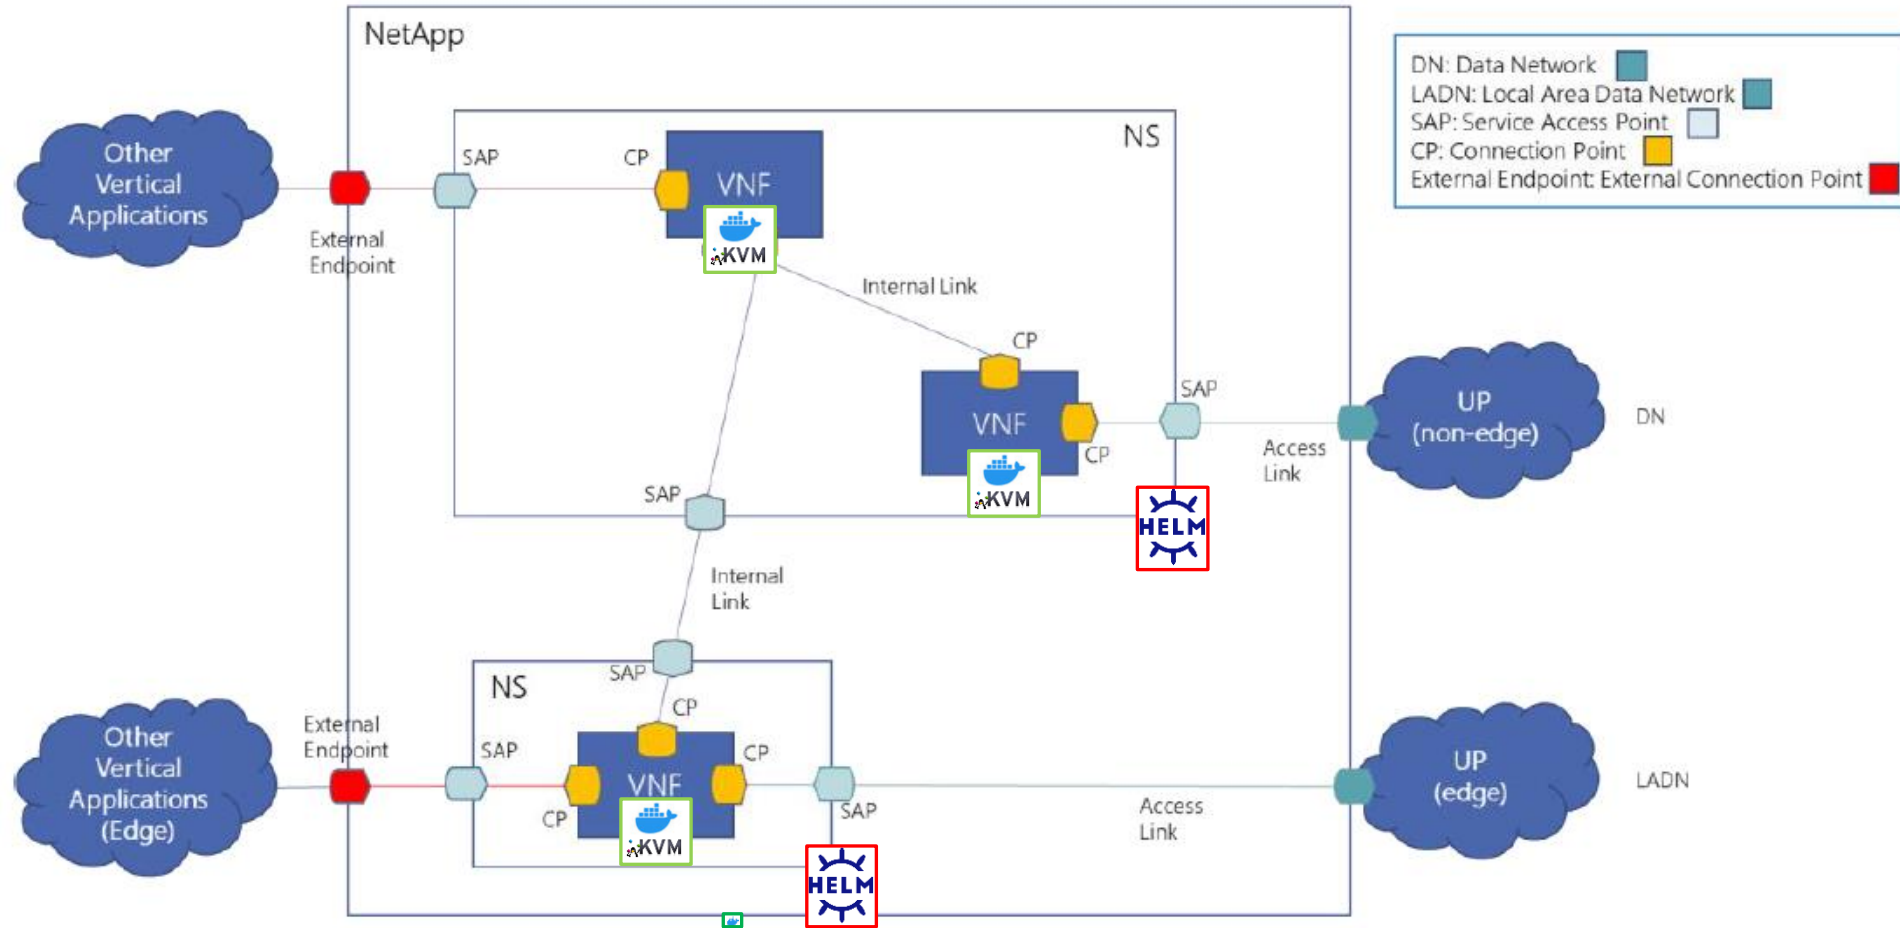 NetApp
DN: Data Network
LADN: Local Area Data Network
SAP: Service Access Point
CP: Connection Point
External Endpoint: External Connection Point
NS
Other
Vertical
Applications
External
Endpoint
SAP
CP
VNF
KVM
Internal Link
CP
VNF
CP
KVM
SAP
Access
Link
UP
(non-edge)
DN
SAP
HELM
Internal
Link
SAP
NS
CP
Other
Vertical
Applications
(Edge)
External
Endpoint
SAP
CP
VNF
CP
KVM
SAP
Access
Link
UP
(edge)
LADN
HELM